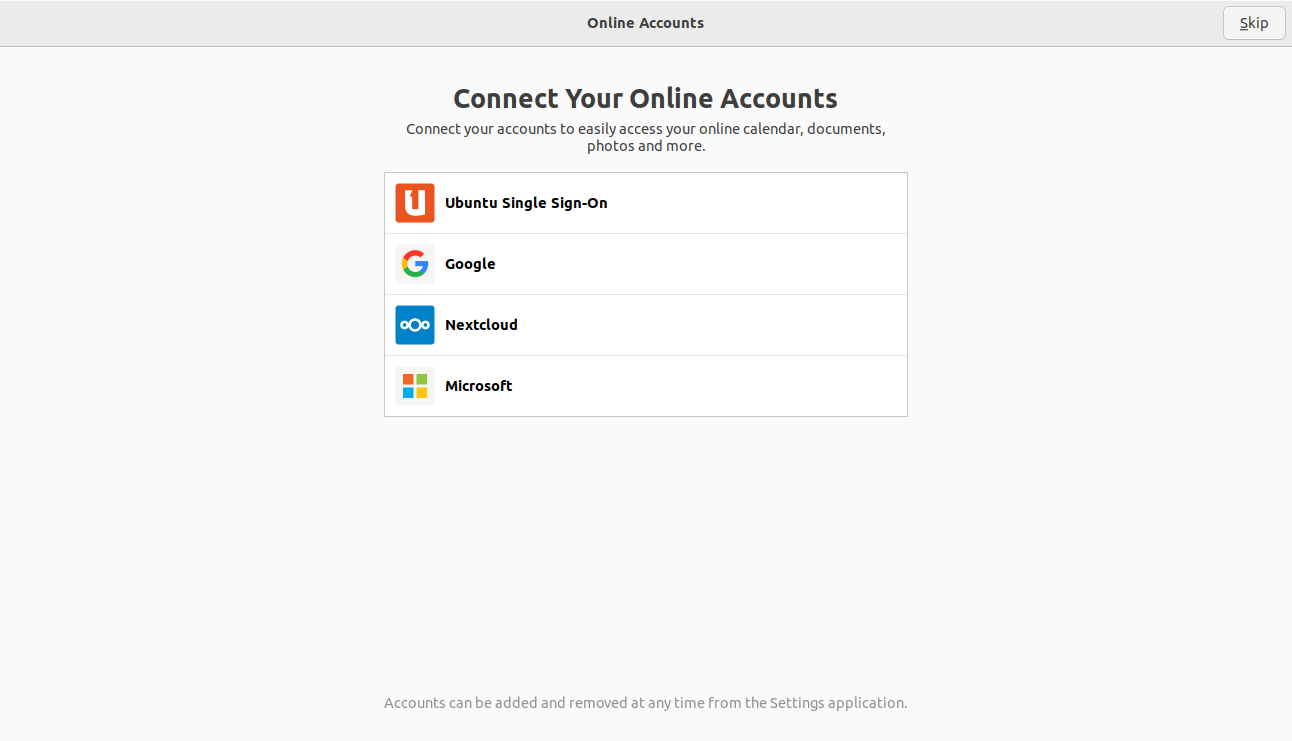 Online Accounts
Skip
Connect Your Online Accounts
Connect your accounts to easily access your online calendar, documents,
photos and more.
Ubuntu Single Sign-On
Google
Nextcloud
Microsoft
Accounts can be added and removed at any time from the Settings application.